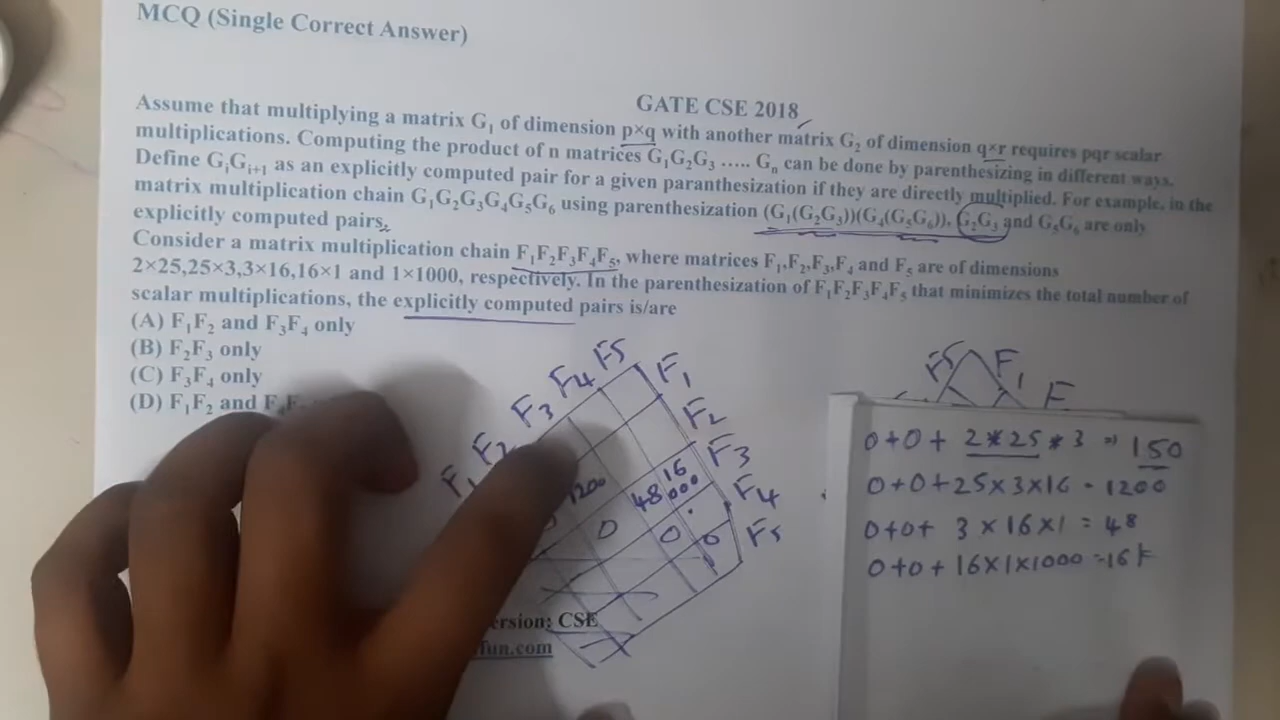 MCQ (Single Correct Answer)
GATE CSE 2018
Assume that multiplying a matrix G₁ of dimension p×q with another matrix G₂ of dimension q×r requires pqr scalar
multiplications. Computing the product of n matrices G₁G₂G₃ ..... Gₙ can be done by parenthesizing in different ways.
Define GᵢGᵢ₊₁ as an explicitly computed pair for a given paranthesization if they are directly multiplied. For example, in the
matrix multiplication chain G₁G₂G₃G₄G₅G₆ using parenthesization (G₁(G₂G₃))(G₄(G₅G₆)), G₂G₃ and G₅G₆ are only
explicitly computed pairs.
Consider a matrix multiplication chain F₁F₂F₃F₄F₅, where matrices F₁,F₂,F₃,F₄ and F₅ are of dimensions
2×25,25×3,3×16,16×1 and 1×1000, respectively. In the parenthesization of F₁F₂F₃F₄F₅ that minimizes the total number of
scalar multiplications, the explicitly computed pairs is/are
(A) F₁F₂ and F₃F₄ only
(B) F₂F₃ only
(C) F₃F₄ only
(D) F₁F₂ and
F1 F2 F3 F4 F5
F1
F2
F3
F4
F5
1200 48 16000
0 0 0
F5 F1
F
0+0+ 2*25*3 => 150
0+0+25×3×16 = 1200
0+0+ 3×16×1 = 48
0+0+ 16×1×1000 = 16k
ersion: CSE
fun.com